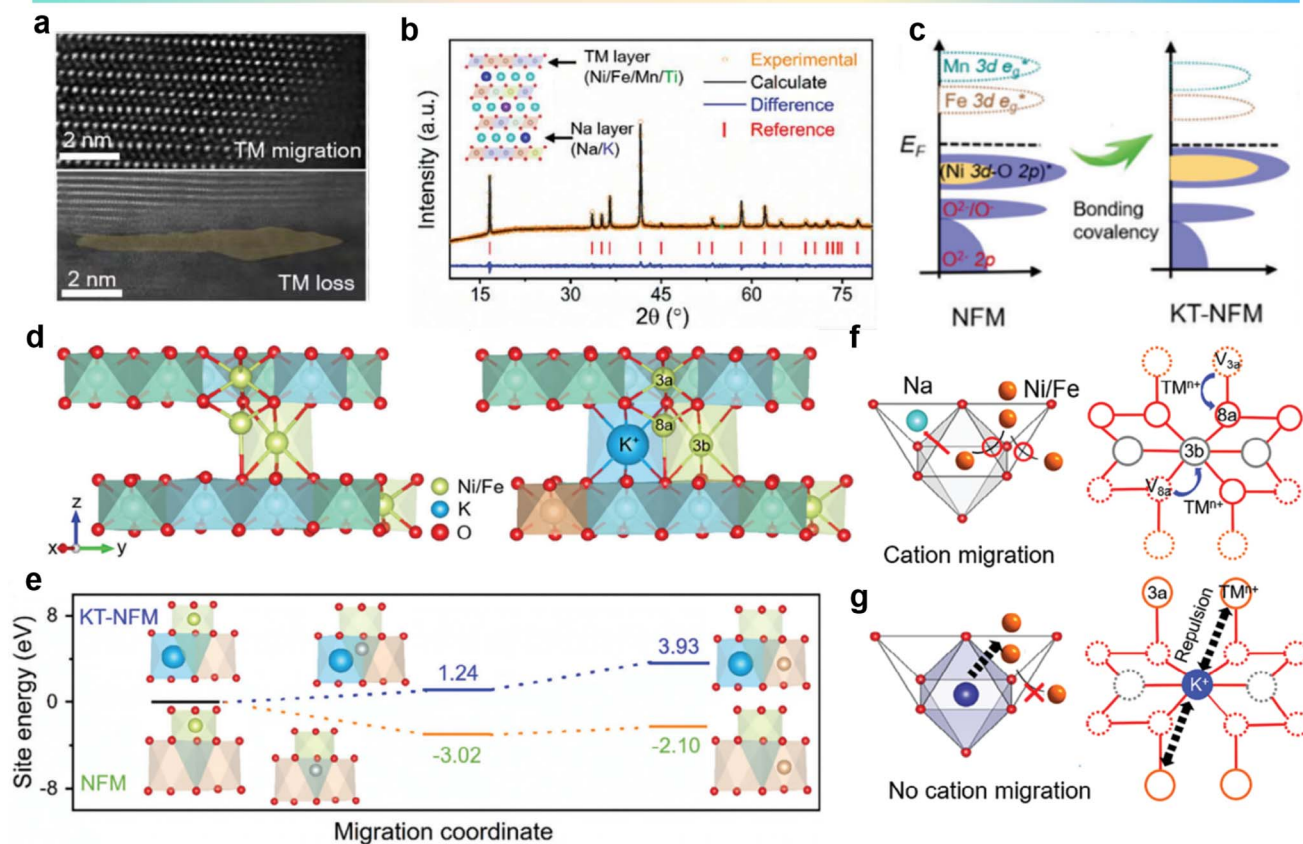 a
2 nm
TM migration
2 nm
TM loss
b
TM layer
(Ni/Fe/Mn/Ti)
Na layer
(Na/K)
Experimental
Calculate
Difference
Reference
Intensity (a.u.)
15 30 45 60 75
2θ (°)
c
Mn 3d eg*
Fe 3d eg*
EF
(Ni 3d-O 2p)*
O2-/O-
O2- 2p
NFM
Bonding
covalency
KT-NFM
d
z
x
y
Ni/Fe
K
O
3a
8a
K+
3b
e
Site energy (eV)
8
0
-8
KT-NFM
1.24
3.93
NFM
-3.02
-2.10
Migration coordinate
f
Na
Ni/Fe
Cation migration
V3a
TMn+
8a
3b
V8a
TMn+
g
No cation migration
3a
TMn+
Repulsion
K+